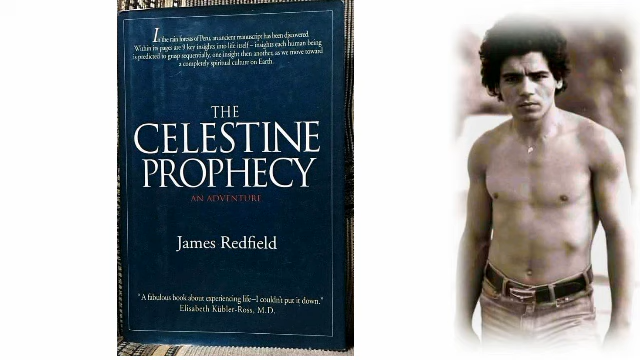 In the rain forests of Peru, an ancient manuscript has been discovered.
Within its pages are 9 key insights into life itself – insights each human being
is predicted to grasp sequentially, one insight then another, as we move toward
a completely spiritual culture on Earth.
THE
CELESTINE
PROPHECY
AN ADVENTURE
James Redfield
"A fabulous book about experiencing life—I couldn't put it down."
Elisabeth Kübler-Ross, M.D.